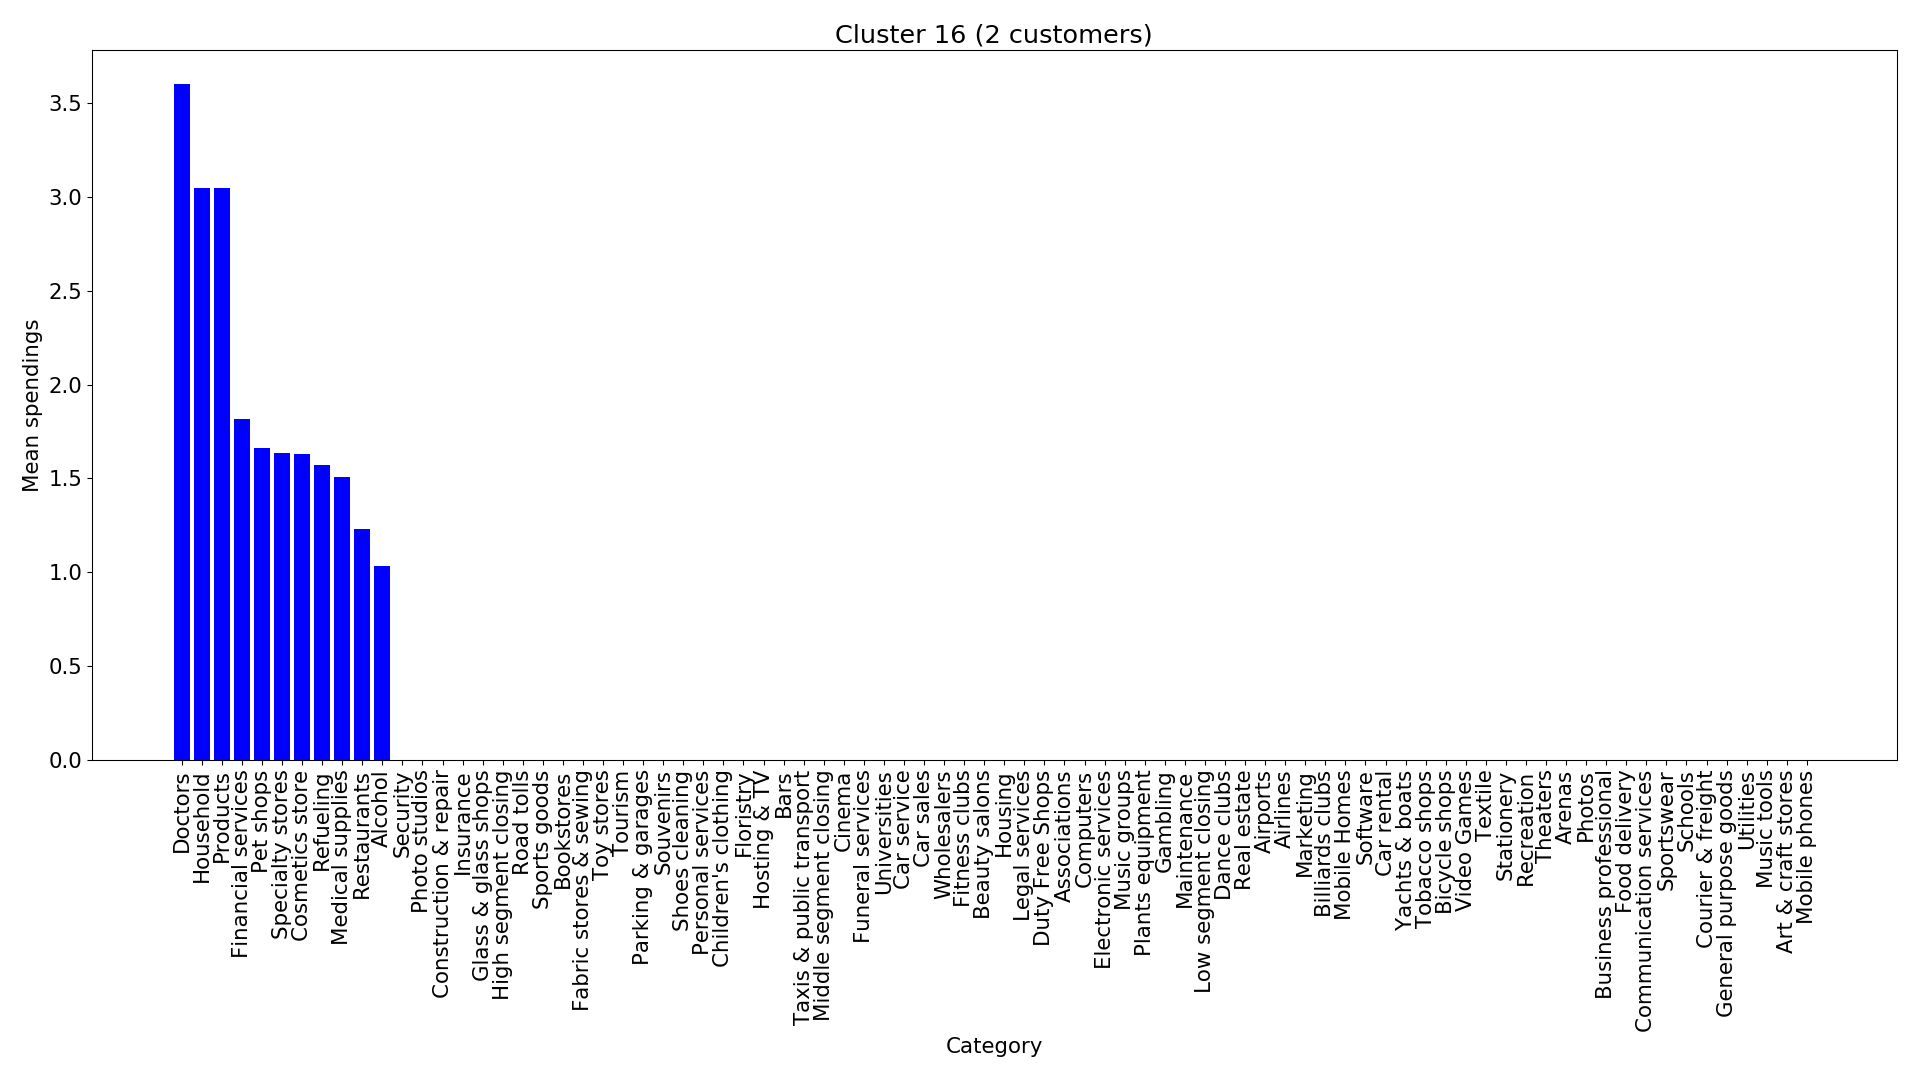 Cluster 16 (2 customers)
Mean spendings
3.5
3.0
2.5
2.0
1.5
1.0
0.5
0.0
Doctors
Household
Products
Financial services
Pet shops
Specialty stores
Cosmetics store
Refueling
Medical supplies
Restaurants
Alcohol
Security
Photo studios
Construction & repair
Insurance
Glass & glass shops
High segment closing
Road tolls
Sports goods
Bookstores
Fabric stores & sewing
Toy stores
Tourism
Parking & garages
Souvenirs
Shoes cleaning
Personal services
Children's clothing
Floristry
Hosting & TV
Bars
Taxis & public transport
Middle segment closing
Cinema
Funeral services
Universities
Car service
Car sales
Wholesalers
Fitness clubs
Beauty salons
Housing
Legal services
Duty Free Shops
Associations
Computers
Electronic services
Music groups
Plants equipment
Gambling
Maintenance
Low segment closing
Dance clubs
Real estate
Airports
Airlines
Marketing
Billiards clubs
Mobile Homes
Software
Car rental
Yachts & boats
Tobacco shops
Bicycle shops
Video Games
Textile
Stationery
Recreation
Theaters
Arenas
Photos
Business professional
Food delivery
Communication services
Sportswear
Schools
Courier & freight
General purpose goods
Utilities
Music tools
Art & craft stores
Mobile phones
Category